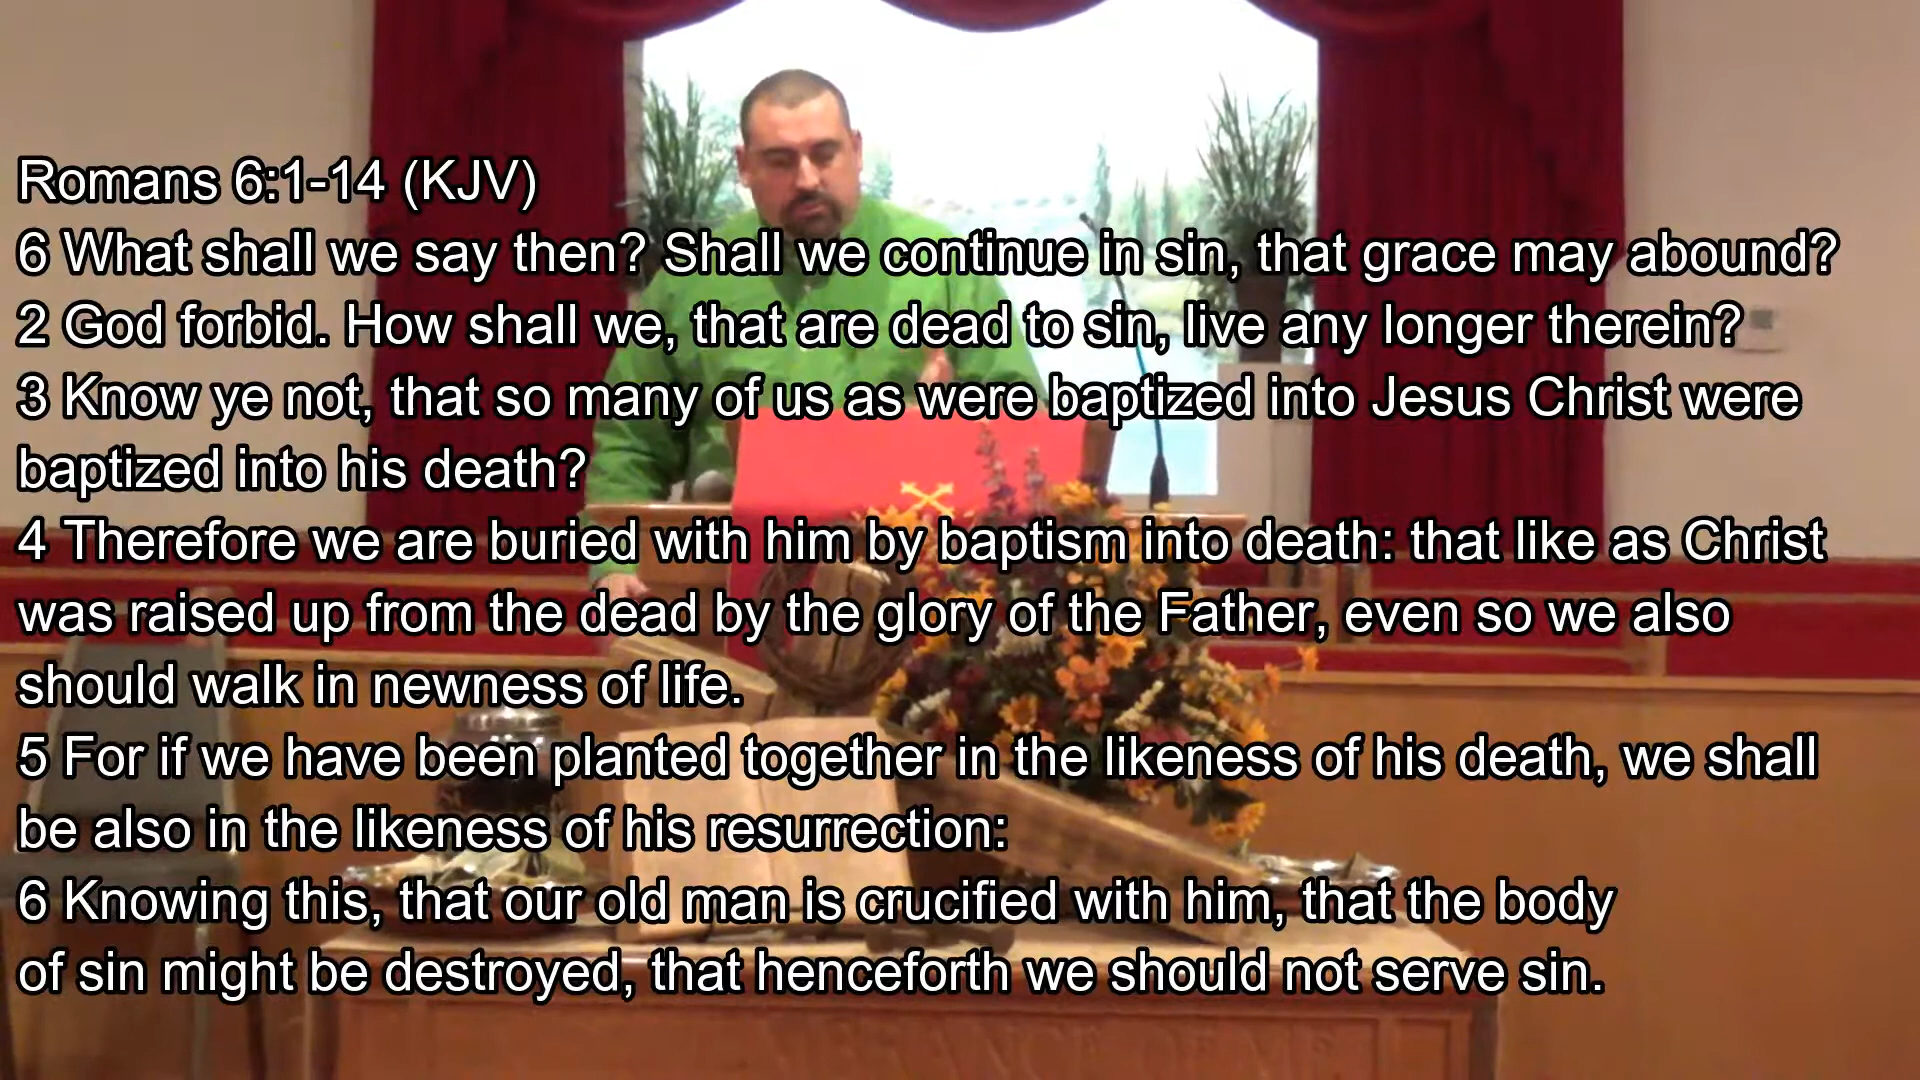 Romans 6:1-14 (KJV)
6 What shall we say then? Shall we continue in sin, that grace may abound?
2 God forbid. How shall we, that are dead to sin, live any longer therein?
3 Know ye not, that so many of us as were baptized into Jesus Christ were
baptized into his death?
4 Therefore we are buried with him by baptism into death: that like as Christ
was raised up from the dead by the glory of the Father, even so we also
should walk in newness of life.
5 For if we have been planted together in the likeness of his death, we shall
be also in the likeness of his resurrection:
6 Knowing this, that our old man is crucified with him, that the body
of sin might be destroyed, that henceforth we should not serve sin.